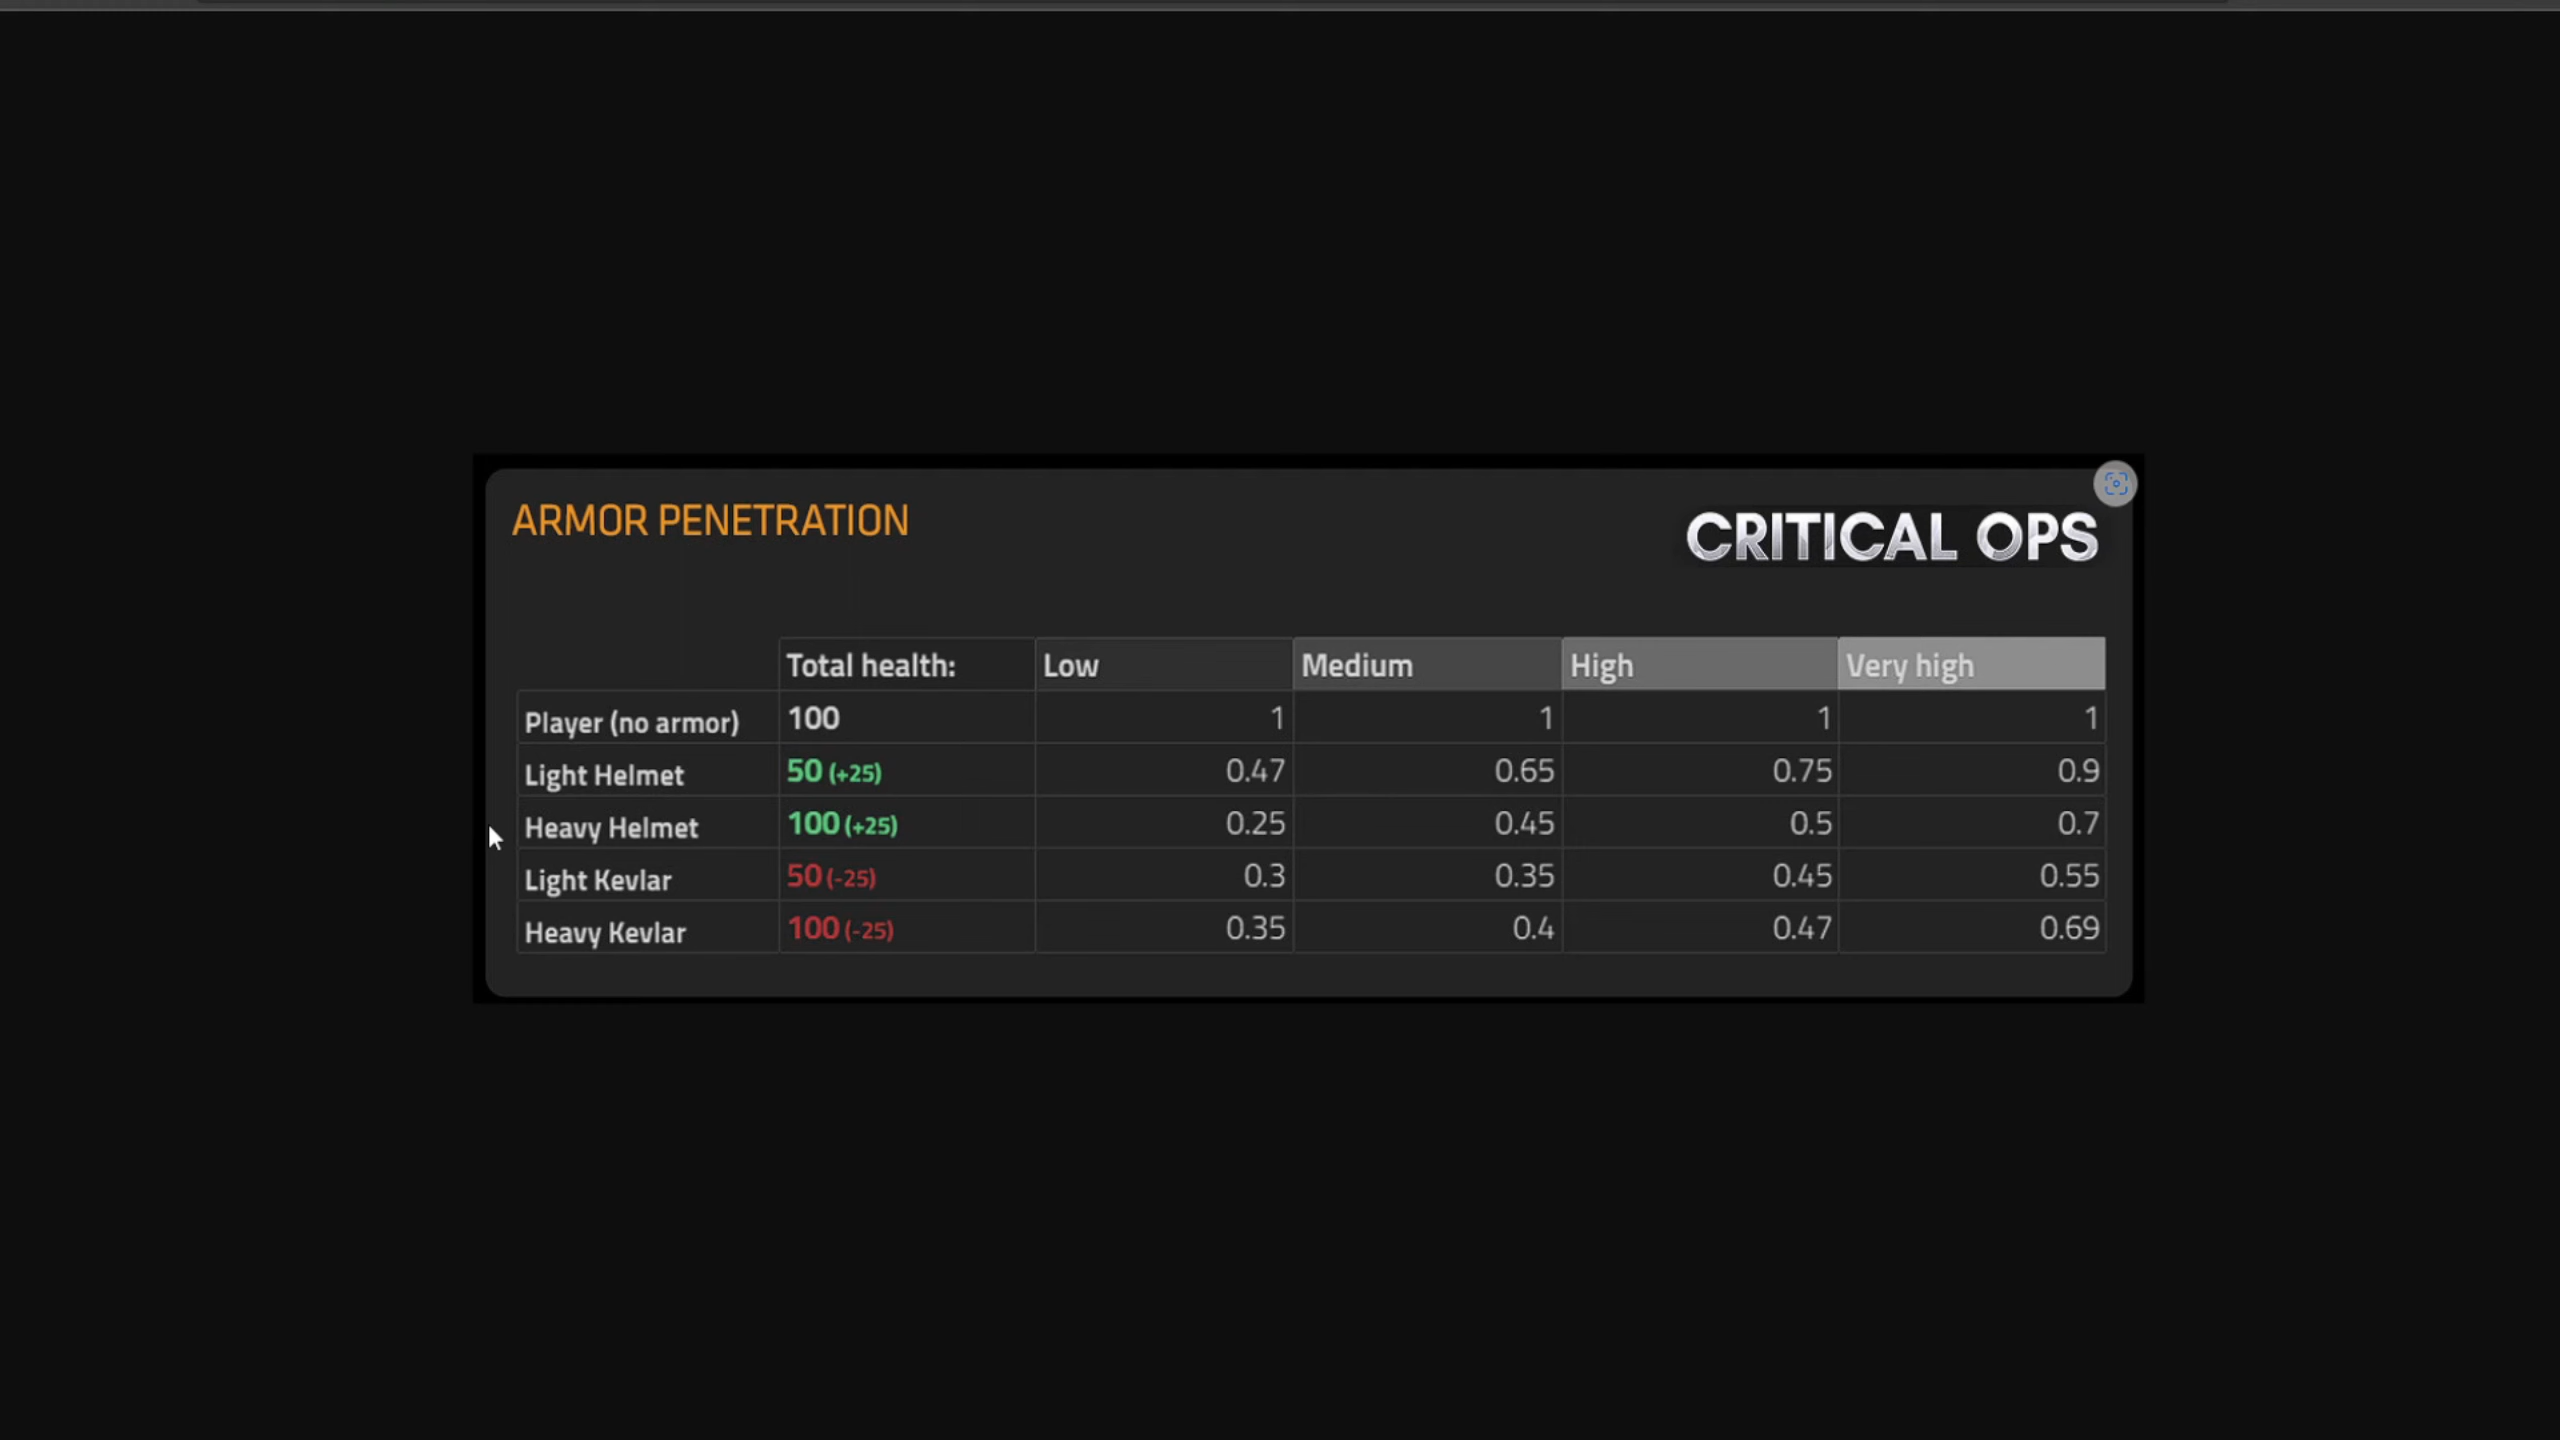 ARMOR PENETRATION
CRITICAL OPS
Total health: Low Medium High Very high
Player (no armor) 100 1 1 1 1
Light Helmet 50 (+25) 0.47 0.65 0.75 0.9
Heavy Helmet 100 (+25) 0.25 0.45 0.5 0.7
Light Kevlar 50 (-25) 0.3 0.35 0.45 0.55
Heavy Kevlar 100 (-25) 0.35 0.4 0.47 0.69